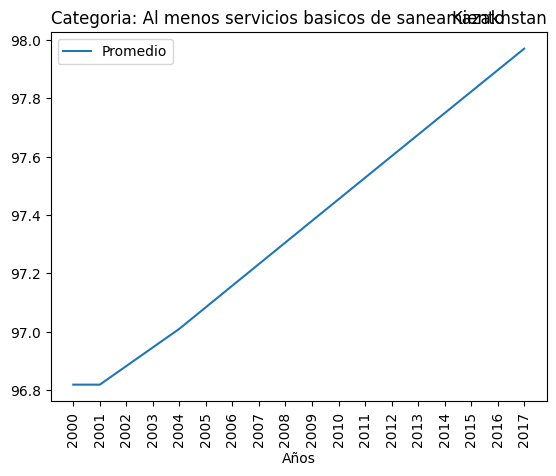 Categoria: Al menos servicios basicos de saneamiento
Kazakhstan
Promedio
98.0
97.8
97.6
97.4
97.2
97.0
96.8
2000 2001 2002 2003 2004 2005 2006 2007 2008 2009 2010 2011 2012 2013 2014 2015 2016 2017
Años